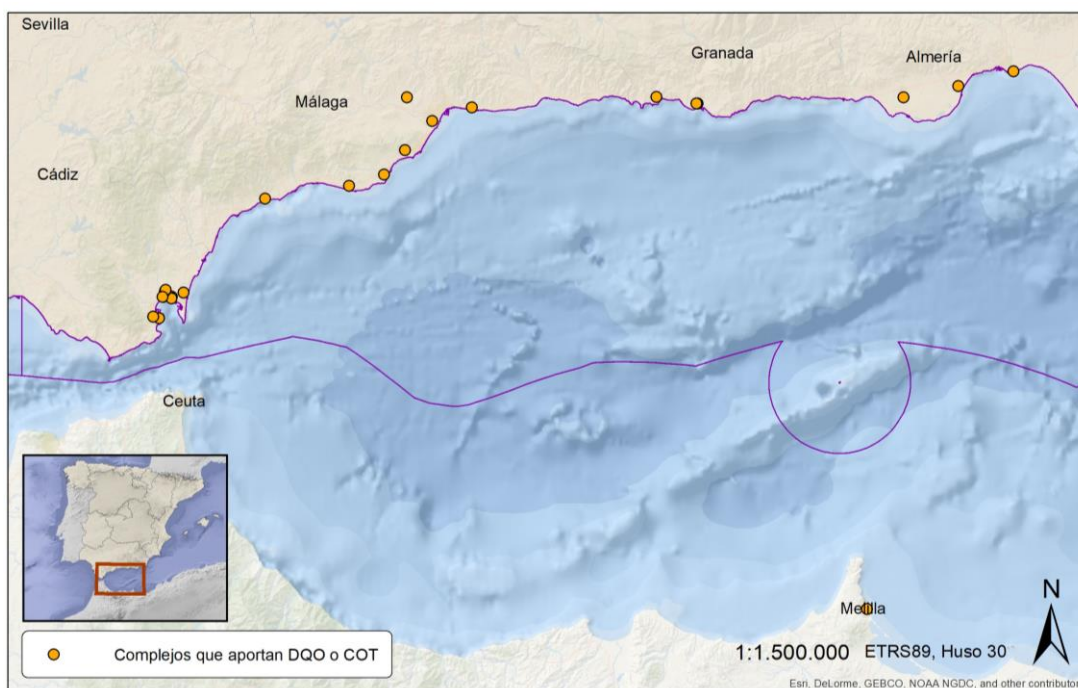 Sevilla
Granada
Almería
Málaga
Cádiz
Ceuta
Melilla
N
Complejos que aportan DQO o COT
1:1.500.000 ETRS89, Huso 30
Esri, DeLorme, GEBCO, NOAA NGDC, and other contributor